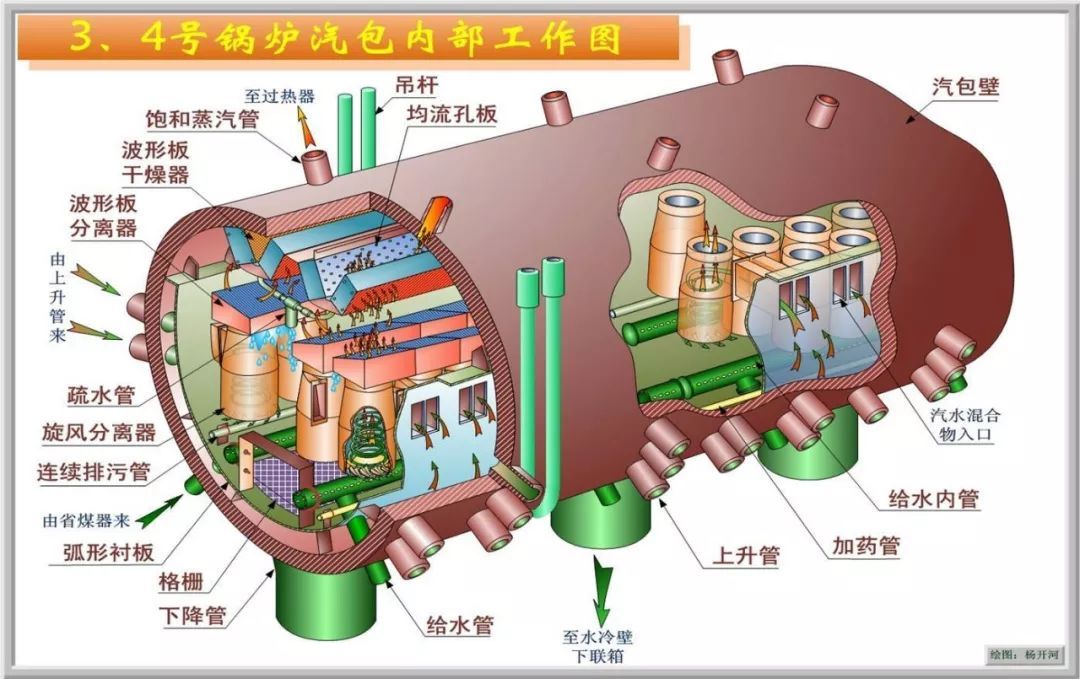 3、4号锅炉汽包内部工作图
至过热器
吊杆
饱和蒸汽管
均流孔板
汽包壁
波形板
干燥器
波形板
分离器
由上升管来
疏水管
旋风分离器
连续排污管
由省煤器来
弧形衬板
格栅
下降管
给水管
至水冷壁
下联箱
上升管
加药管
给水内管
汽水混合
物入口
绘图：杨开河